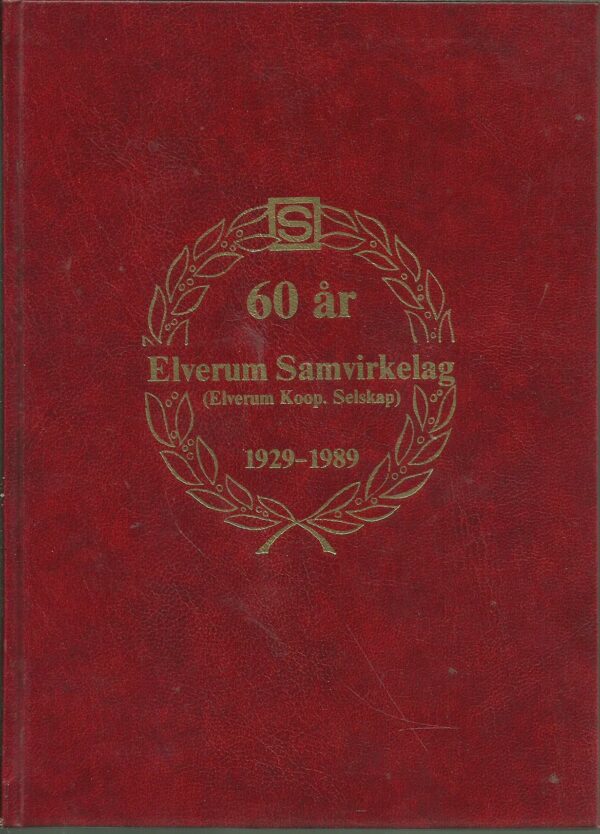 S
60 år
Elverum Samvirkelag
(Elverum Koop. Selskap)
1929–1989